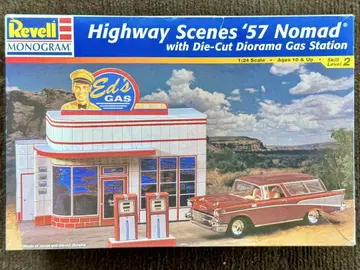 Revell
MONOGRAM
Highway Scenes '57 Nomad®
with Die-Cut Diorama Gas Station
1:24 Scale • Ages 10 & Up • Skill Level 2
Ed's
GAS